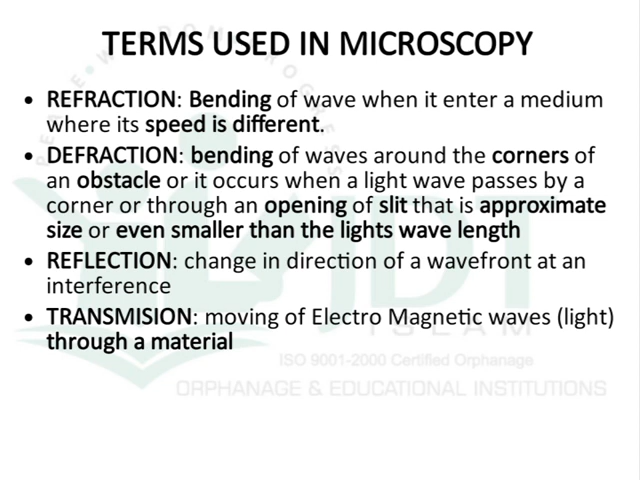 TERMS USED IN MICROSCOPY
• REFRACTION: Bending of wave when it enter a medium
where its speed is different.
• DEFRACTION: bending of waves around the corners of
an obstacle or it occurs when a light wave passes by a
corner or through an opening of slit that is approximate
size or even smaller than the lights wave length
• REFLECTION: change in direction of a wavefront at an
interference
• TRANSMISION: moving of Electro Magnetic waves (light)
through a material
ISLAM
ISO 9001-2000 Certified Orphanage
ORPHANAGE & EDUCATIONAL INSTITUTIONS